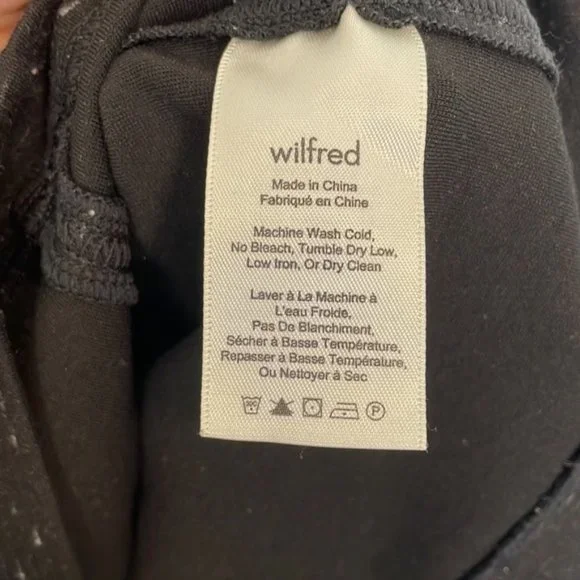 wilfred
Made in China
Fabriqué en Chine
Machine Wash Cold,
No Bleach, Tumble Dry Low,
Low Iron, Or Dry Clean
Laver à La Machine à
L'eau Froide,
Pas De Blanchiment,
Sécher à Basse Température,
Repasser à Basse Température,
Ou Nettoyer à Sec
P